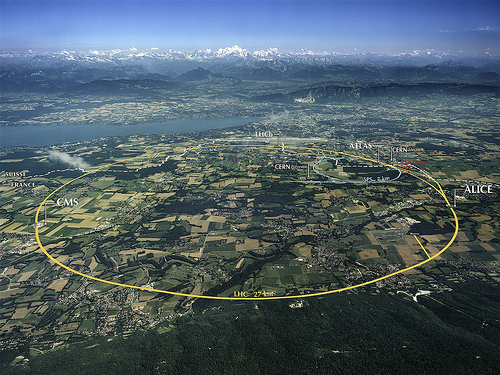 LHCb
ATLAS
CERN
CERN
SUISSE
FRANCE
CMS
ALICE
LHC 27 km